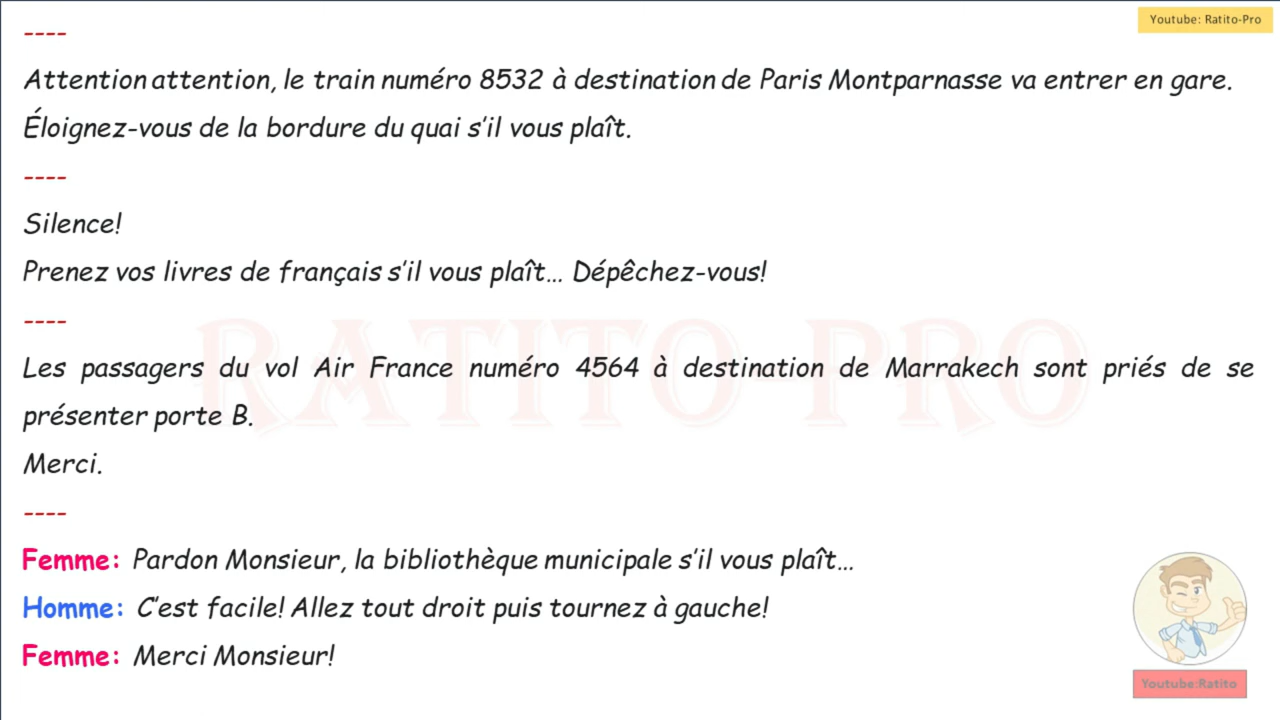 Youtube: Ratito-Pro
----
Attention attention, le train numéro 8532 à destination de Paris Montparnasse va entrer en gare.
Éloignez-vous de la bordure du quai s'il vous plaît.
----
Silence!
Prenez vos livres de français s'il vous plaît... Dépêchez-vous!
----
Les passagers du vol Air France numéro 4564 à destination de Marrakech sont priés de se
présenter porte B.
Merci.
----
Femme: Pardon Monsieur, la bibliothèque municipale s'il vous plaît...
Homme: C'est facile! Allez tout droit puis tournez à gauche!
Femme: Merci Monsieur!
RATITO-PRO
Youtube:Ratito